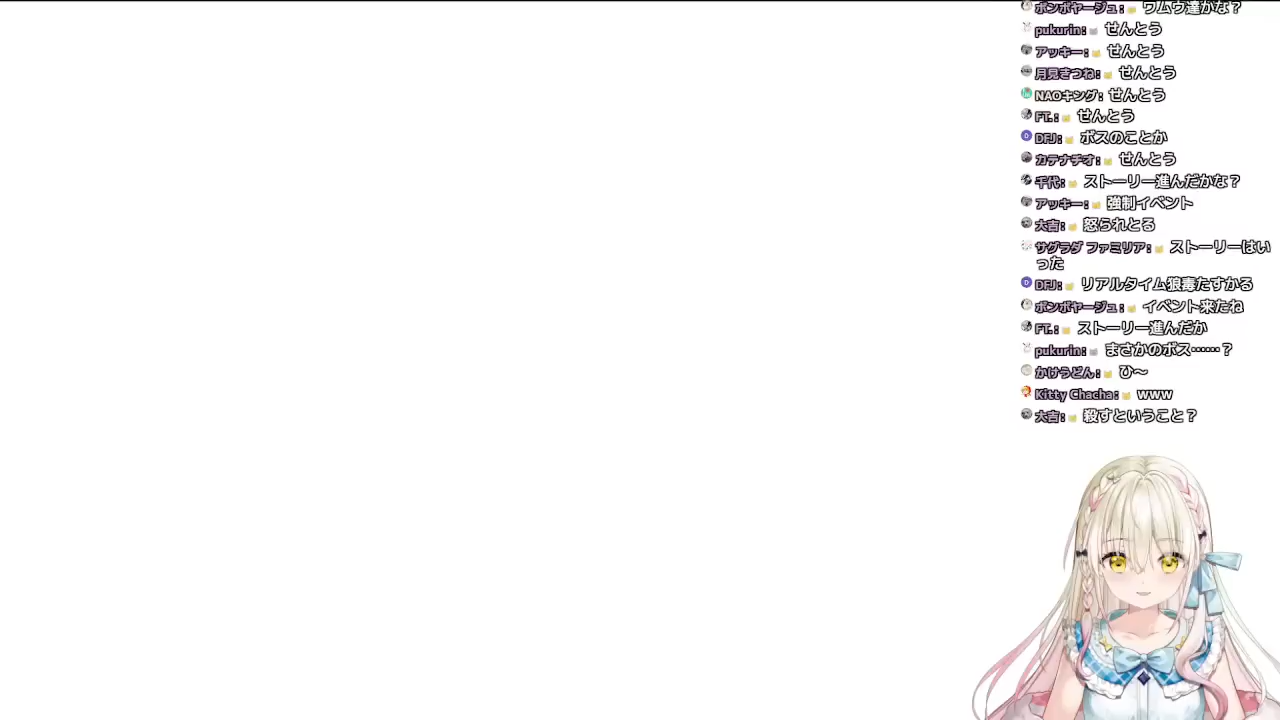 ボンボヤージュ: ワムウ達かな？
pukurin: せんとう
アッキー: せんとう
月見きつね: せんとう
NAOキング: せんとう
FT.: せんとう
DFJ: ボスのことか
カテナチオ: せんとう
千代: ストーリー進んだかな？
アッキー: 強制イベント
大吉: 怒られとる
サグラダ ファミリア: ストーリーはい
った
DFJ: リアルタイム狼毒たすかる
ボンボヤージュ: イベント来たね
FT.: ストーリー進んだか
pukurin: まさかのボス……？
かけうどん: ひ～
Kitty Chacha: www
大吉: 殺すということ？